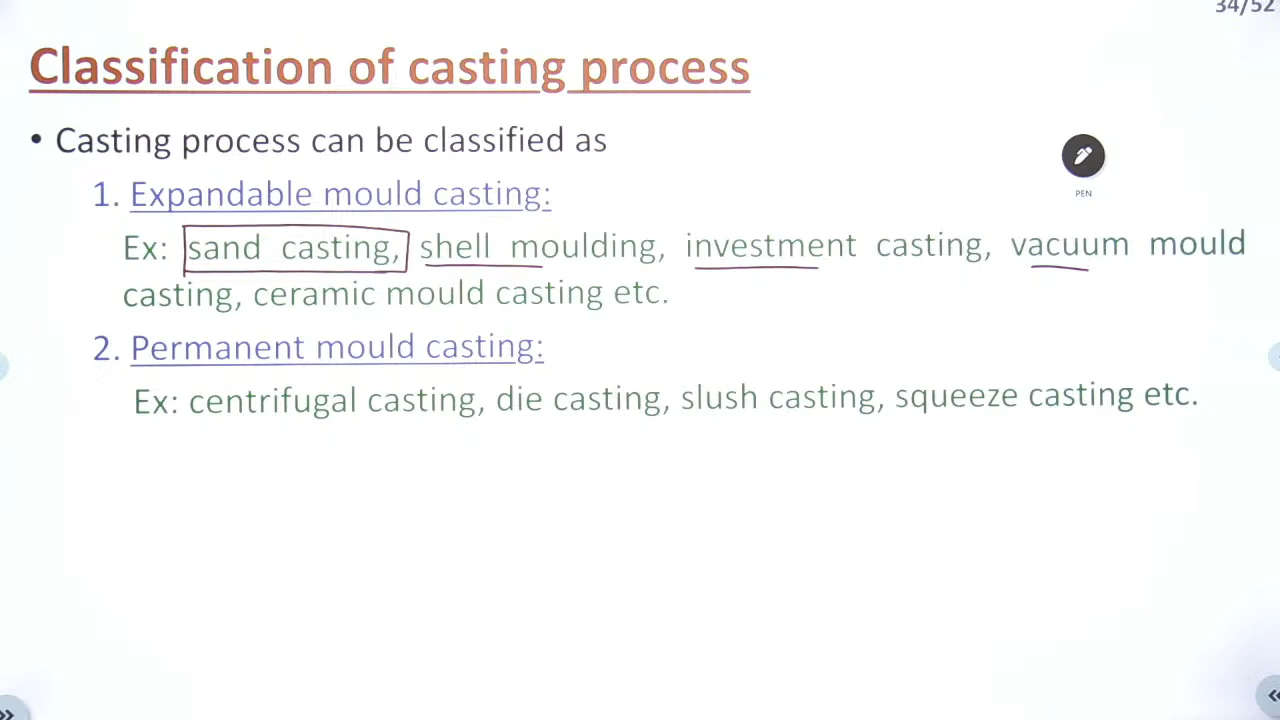 34/52
Classification of casting process
• Casting process can be classified as
1. Expandable mould casting:
Ex: sand casting, shell moulding, investment casting, vacuum mould
casting, ceramic mould casting etc.
2. Permanent mould casting:
Ex: centrifugal casting, die casting, slush casting, squeeze casting etc.
PEN